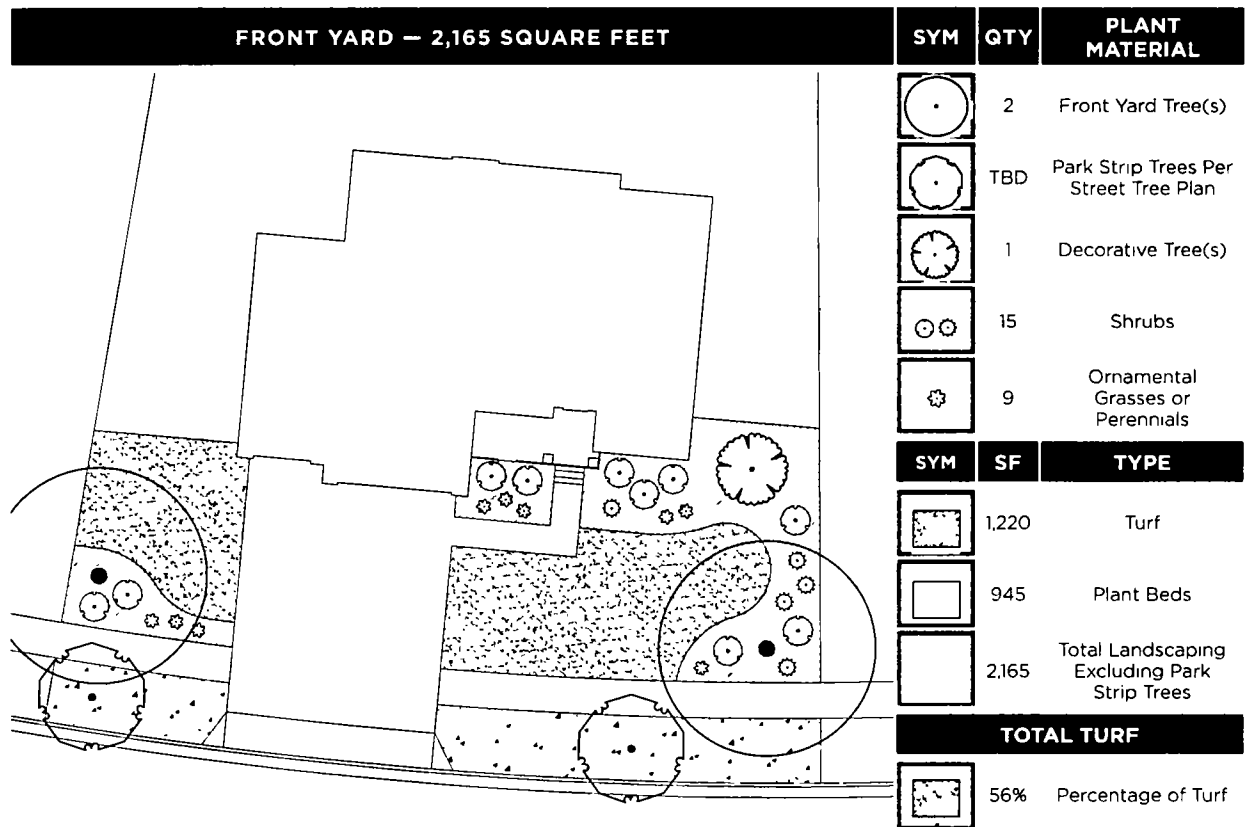 FRONT YARD — 2,165 SQUARE FEET
SYM QTY PLANT MATERIAL
2 Front Yard Tree(s)
TBD Park Strip Trees Per
Street Tree Plan
1 Decorative Tree(s)
15 Shrubs
9 Ornamental
Grasses or
Perennials
SYM SF TYPE
1,220 Turf
945 Plant Beds
2,165 Total Landscaping
Excluding Park
Strip Trees
TOTAL TURF
56% Percentage of Turf